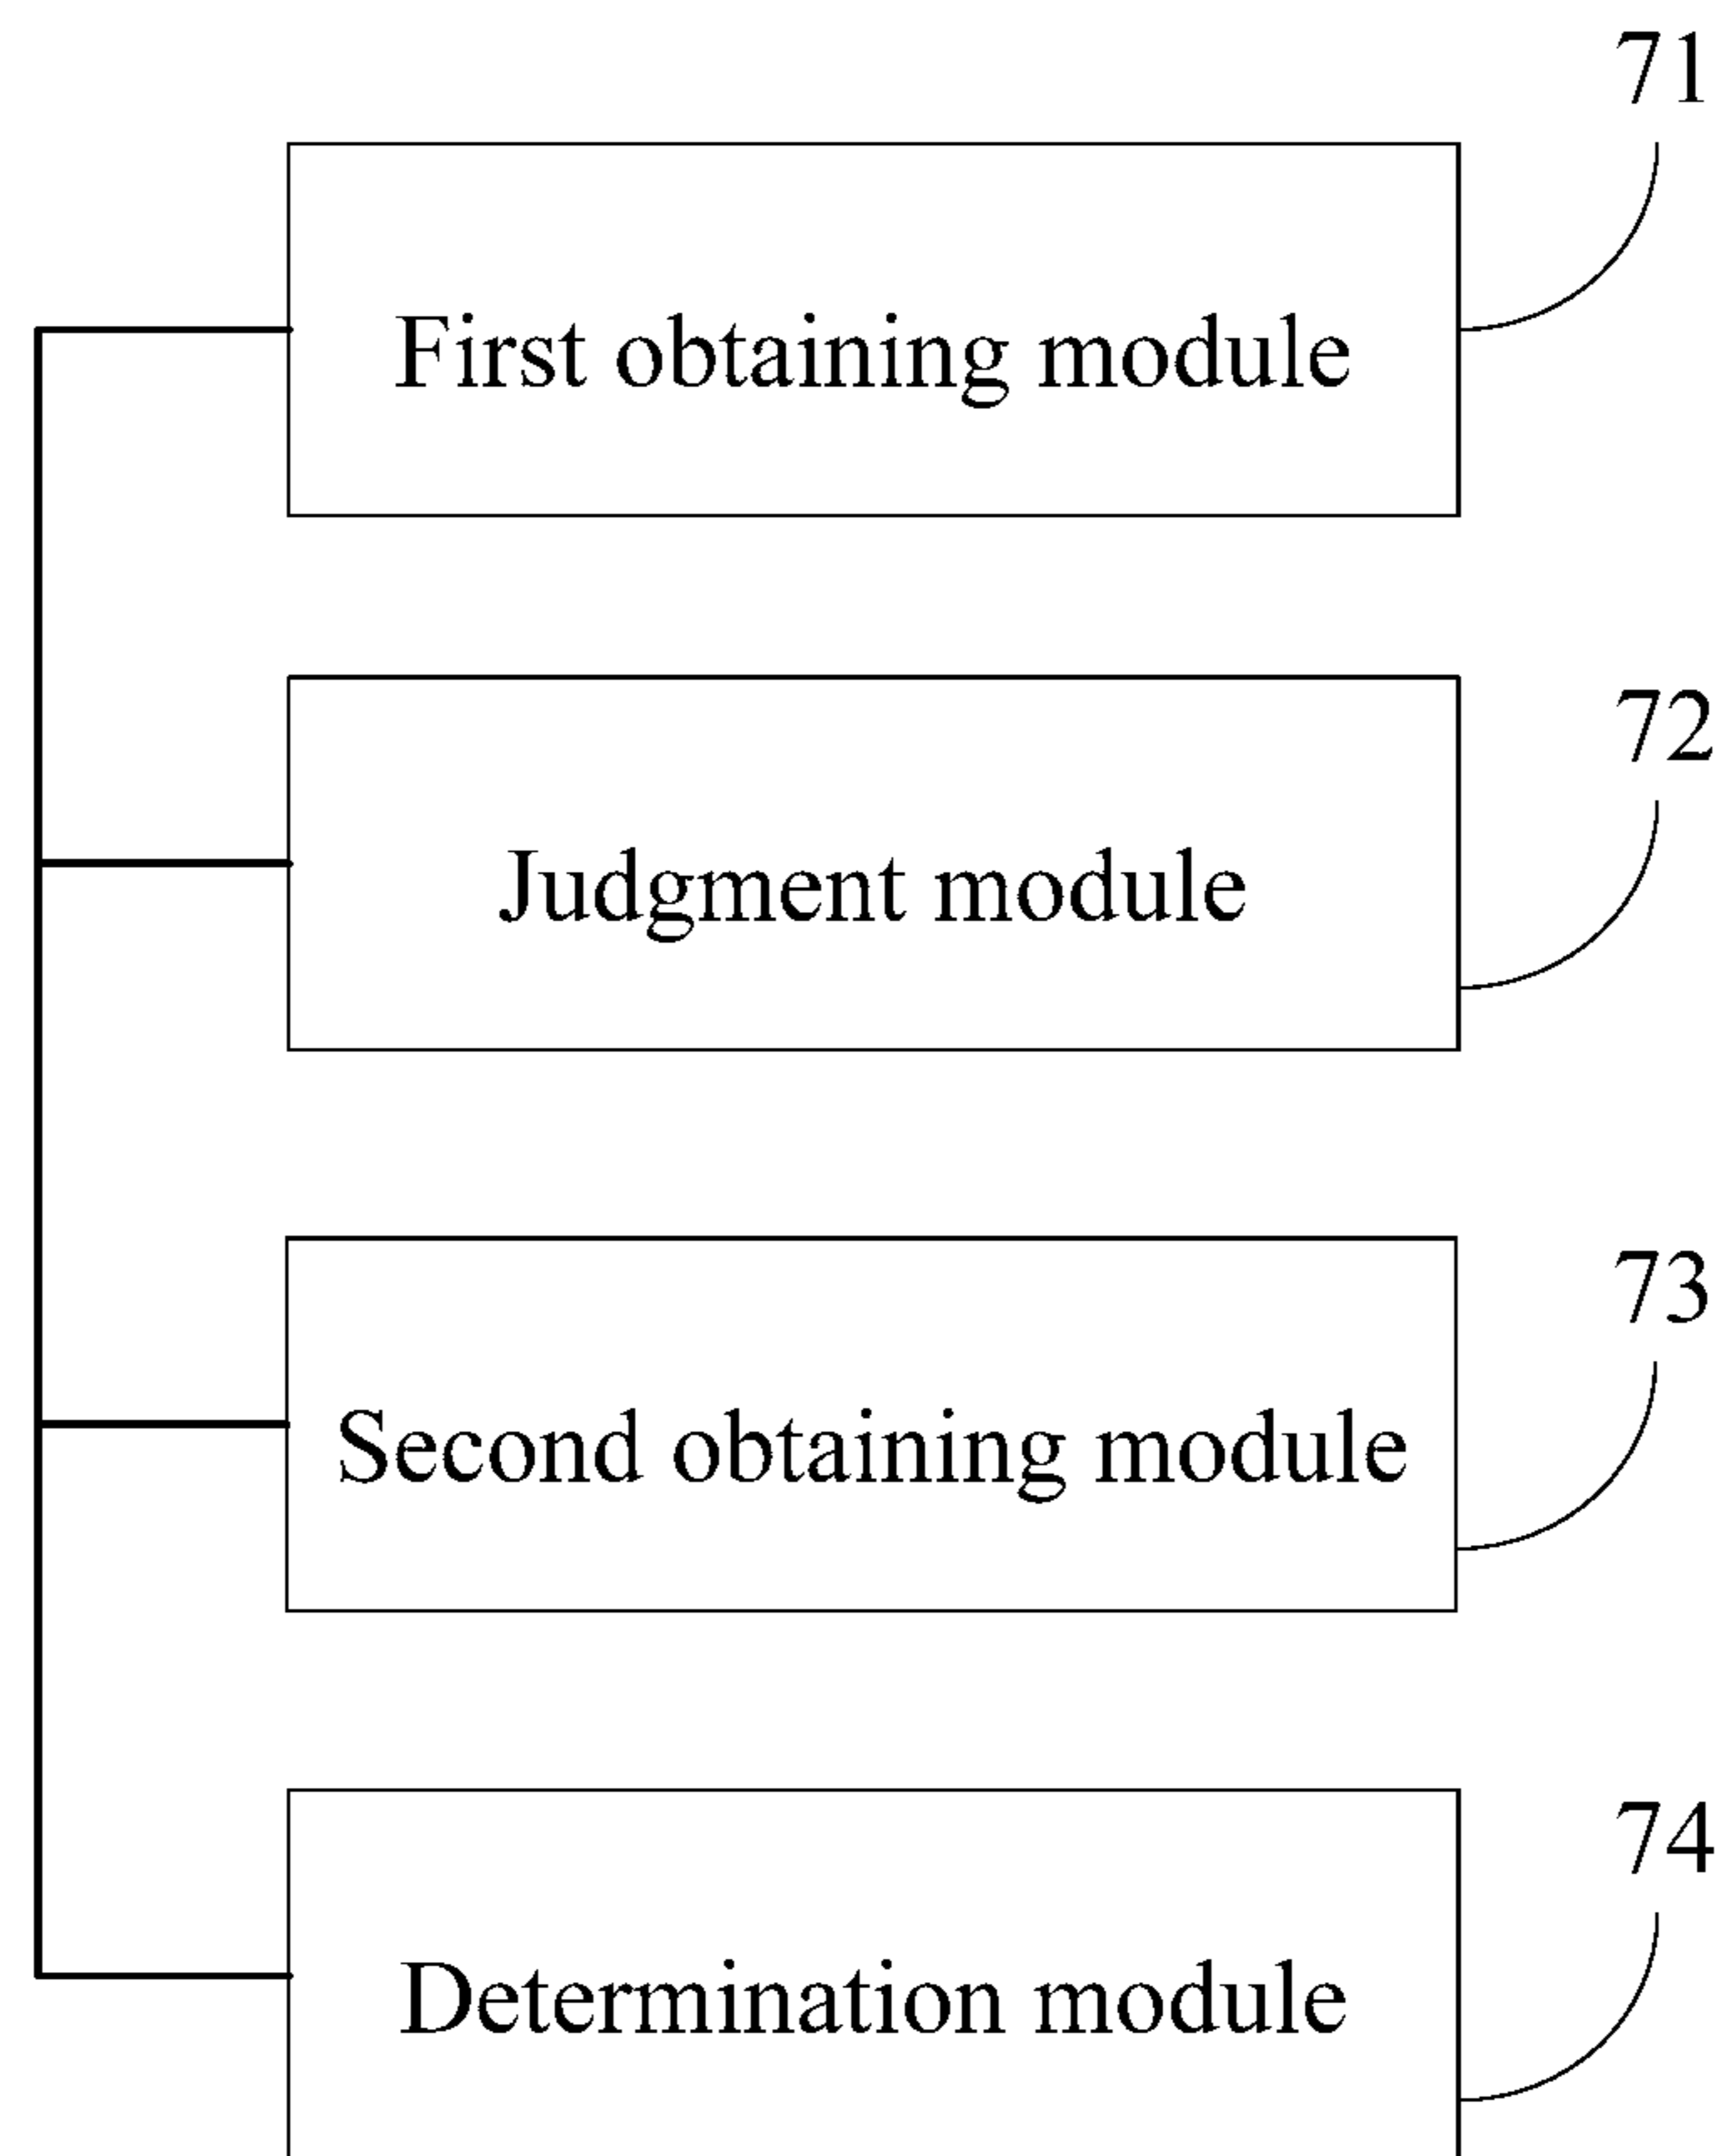 71
First obtaining module
72
Judgment module
73
Second obtaining module
74
Determination module